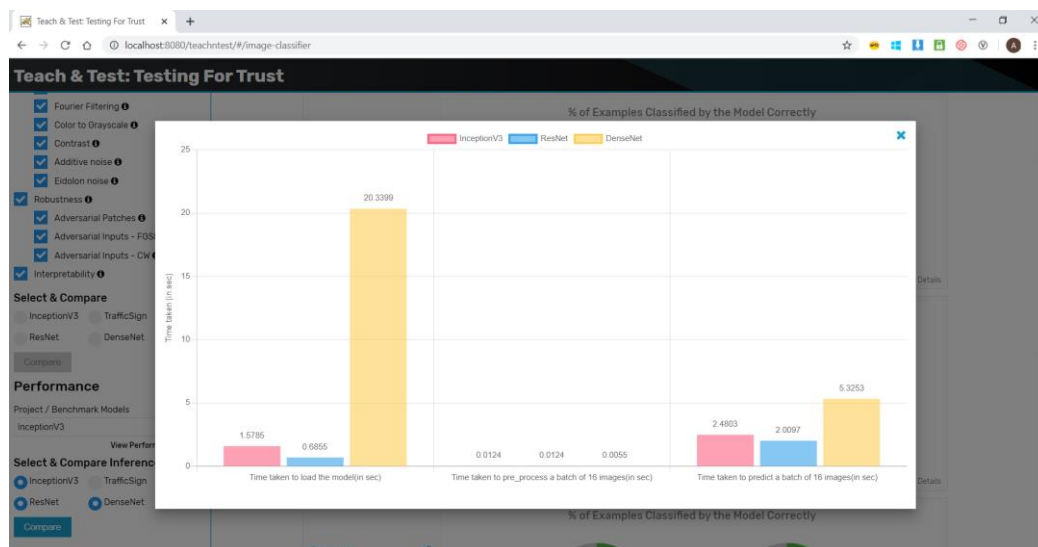 Teach & Test: Testing For Trust
localhost:8080/teachntest/#/image-classifier
A
Teach & Test: Testing For Trust
Fourier Filtering
Color to Grayscale
Contrast
Additive noise
Eidolon noise
Robustness
Adversarial Patches
Adversarial Inputs - FGS
Adversarial Inputs - CW
Interpretability
Select & Compare
InceptionV3 TrafficSign
ResNet DenseNet
Compare
Performance
Project / Benchmark Models
InceptionV3
View Perfor
Select & Compare Inferenc
InceptionV3 TrafficSign
ResNet DenseNet
Compare
% of Examples Classified by the Model Correctly
InceptionV3 ResNet DenseNet
Time taken (in sec)
25
20
15
10
5
0
1.5785
0.6855
20.3399
0.0124
0.0124
0.0055
2.4803
2.0097
5.3253
Time taken to load the model(in sec)
Time taken to pre_process a batch of 16 images(in sec)
Time taken to predict a batch of 16 images(in sec)
Details
Details
% of Examples Classified by the Model Correctly